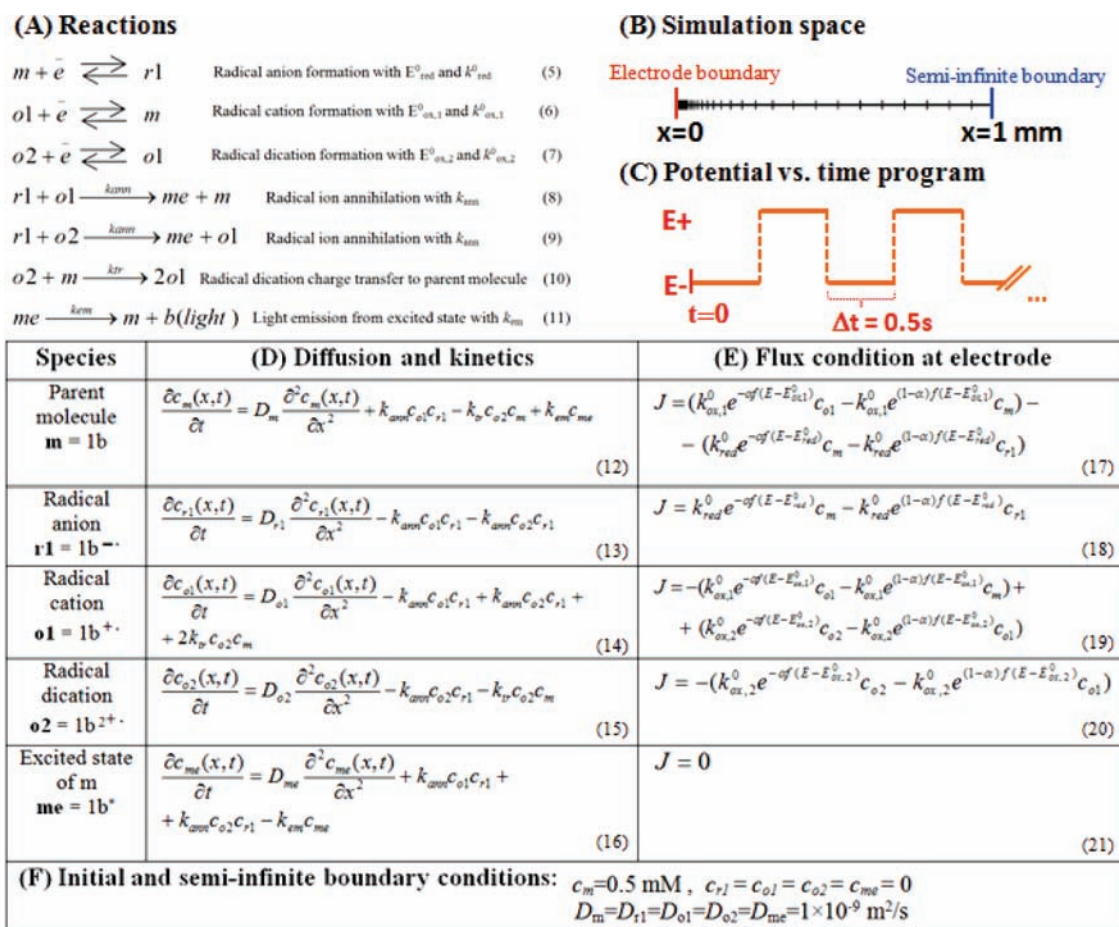 (A) Reactions
m + ē ⇌ r1 Radical anion formation with E⁰red and k⁰red (5)
o1 + ē ⇌ m Radical cation formation with E⁰ox,1 and k⁰ox,1 (6)
o2 + ē ⇌ o1 Radical dication formation with E⁰ox,2 and k⁰ox,2 (7)
r1 + o1 —kann→ me + m Radical ion annihilation with kann (8)
r1 + o2 —kann→ me + o1 Radical ion annihilation with kann (9)
o2 + m —ktr→ 2o1 Radical dication charge transfer to parent molecule (10)
me —kem→ m + b(light) Light emission from excited state with kem (11)
(B) Simulation space
Electrode boundary Semi-infinite boundary
x=0 x=1 mm
(C) Potential vs. time program
E+
E-
t=0 Δt = 0.5s ...
Species (D) Diffusion and kinetics (E) Flux condition at electrode
Parent molecule
m = 1b
∂cm(x,t)/∂t = Dm ∂²cm(x,t)/∂x² + kann co1 cr1 − ktr co2 cm + kem cme
(12)
J = (k⁰ox,1 e^(−αf(E−E⁰ox,1)) co1 − k⁰ox,1 e^((1−α)f(E−E⁰ox,1)) cm) −
− (k⁰red e^(−αf(E−E⁰red)) cm − k⁰red e^((1−α)f(E−E⁰red)) cr1)
(17)
Radical
anion
r1 = 1b⁻·
∂cr1(x,t)/∂t = Dr1 ∂²cr1(x,t)/∂x² − kann co1 cr1 − kann co2 cr1
(13)
J = k⁰red e^(−αf(E−E⁰red)) cm − k⁰red e^((1−α)f(E−E⁰red)) cr1
(18)
Radical
cation
o1 = 1b⁺·
∂co1(x,t)/∂t = Do1 ∂²co1(x,t)/∂x² − kann co1 cr1 + kann co2 cr1 +
+ 2ktr co2 cm
(14)
J = −(k⁰ox,1 e^(−αf(E−E⁰ox,1)) co1 − k⁰ox,1 e^((1−α)f(E−E⁰ox,1)) cm) +
+ (k⁰ox,2 e^(−αf(E−E⁰ox,2)) co2 − k⁰ox,2 e^((1−α)f(E−E⁰ox,2)) co1)
(19)
Radical
dication
o2 = 1b²⁺·
∂co2(x,t)/∂t = Do2 ∂²co2(x,t)/∂x² − kann co2 cr1 − ktr co2 cm
(15)
J = −(k⁰ox,2 e^(−αf(E−E⁰ox,2)) co2 − k⁰ox,2 e^((1−α)f(E−E⁰ox,2)) co1)
(20)
Excited state
of m
me = 1b*
∂cme(x,t)/∂t = Dme ∂²cme(x,t)/∂x² + kann co1 cr1 +
+ kann co2 cr1 − kem cme
(16)
J = 0
(21)
(F) Initial and semi-infinite boundary conditions: cm=0.5 mM , cr1 = co1 = co2 = cme = 0
Dm=Dr1=Do1=Do2=Dme=1×10⁻⁹ m²/s